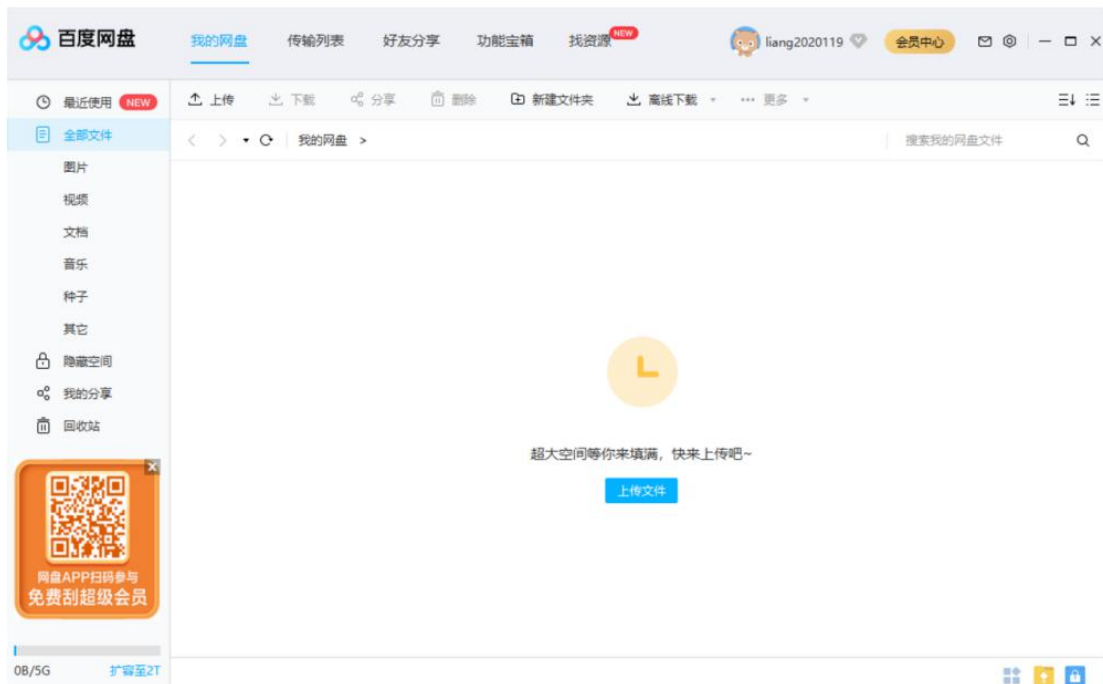 百度网盘
我的网盘 传输列表 好友分享 功能宝箱 找资源 NEW
liang2020119 会员中心
最近使用 NEW
上传 下载 分享 删除 新建文件夹 离线下载 更多
全部文件
我的网盘 >
搜索我的网盘文件
图片
视频
文档
音乐
种子
其它
隐藏空间
我的分享
回收站
超大空间等你来填满，快来上传吧~
上传文件
网盘APP扫码参与
免费刮超级会员
0B/5G 扩容至2T